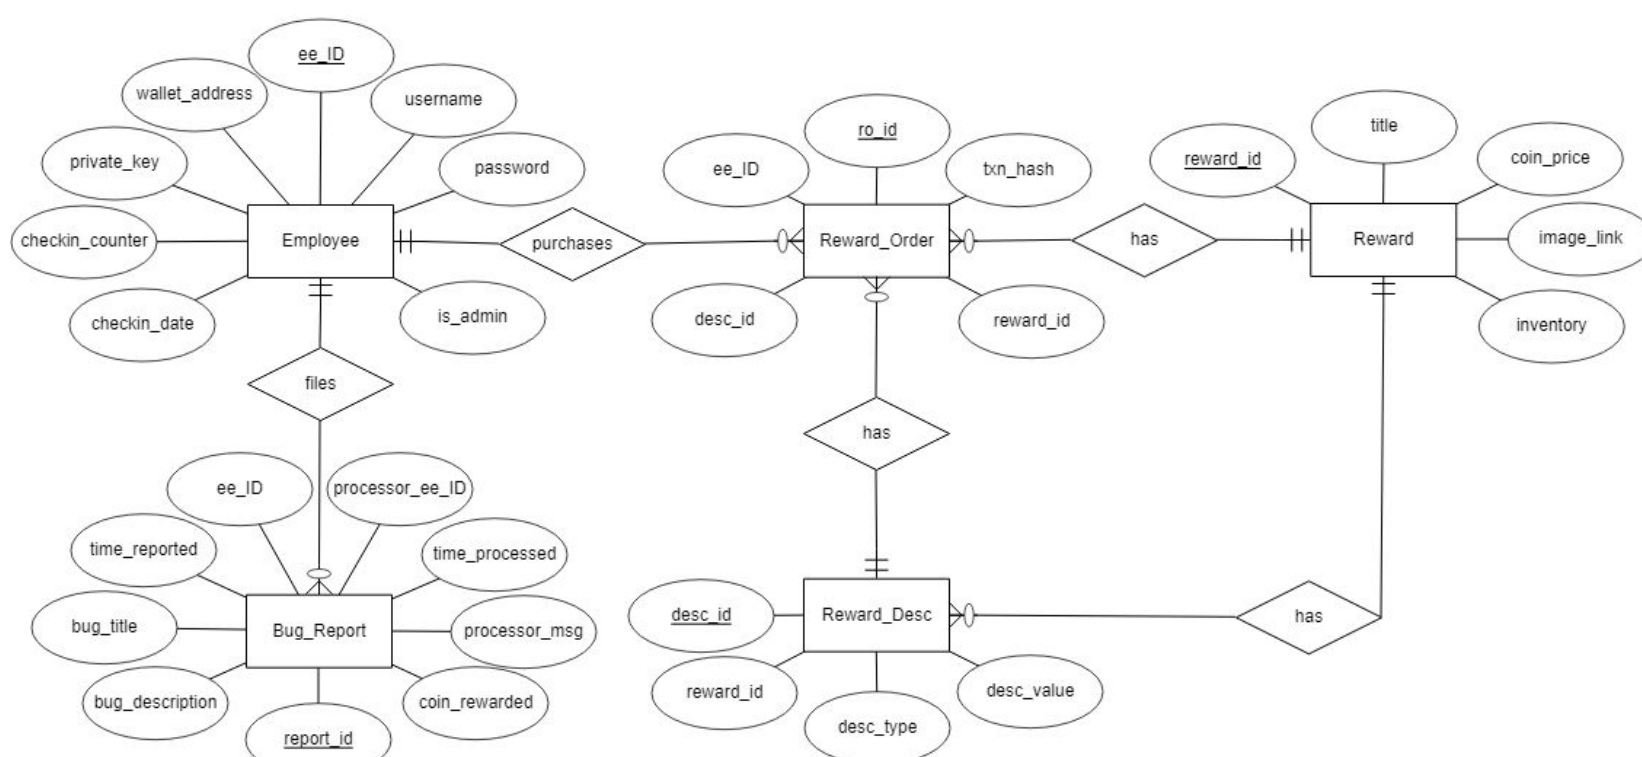 ee_ID
wallet_address
username
private_key
password
checkin_counter
Employee
checkin_date
is_admin
purchases
ro_id
ee_ID
txn_hash
Reward_Order
desc_id
reward_id
has
title
reward_id
coin_price
Reward
image_link
inventory
files
has
ee_ID
processor_ee_ID
time_reported
time_processed
bug_title
Bug_Report
processor_msg
bug_description
coin_rewarded
report_id
desc_id
Reward_Desc
reward_id
desc_value
desc_type
has